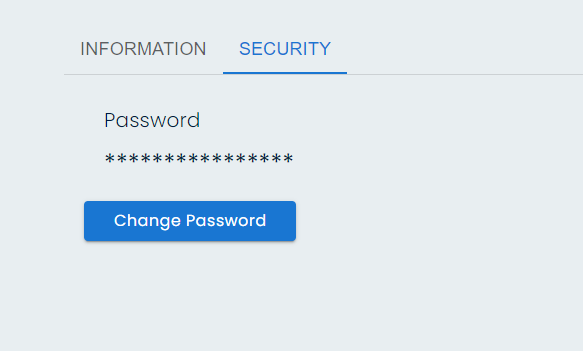 INFORMATION SECURITY
Password
****************
Change Password